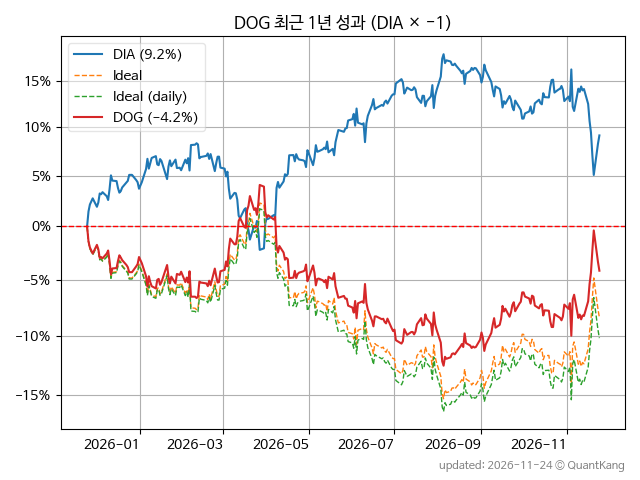 DOG 최근 1년 성과 (DIA × −1)
DIA (9.2%)
Ideal
Ideal (daily)
DOG (−4.2%)
15%
10%
5%
0%
−5%
−10%
−15%
2026−01
2026−03
2026−05
2026−07
2026−09
2026−11
updated: 2026−11−24 © QuantKang